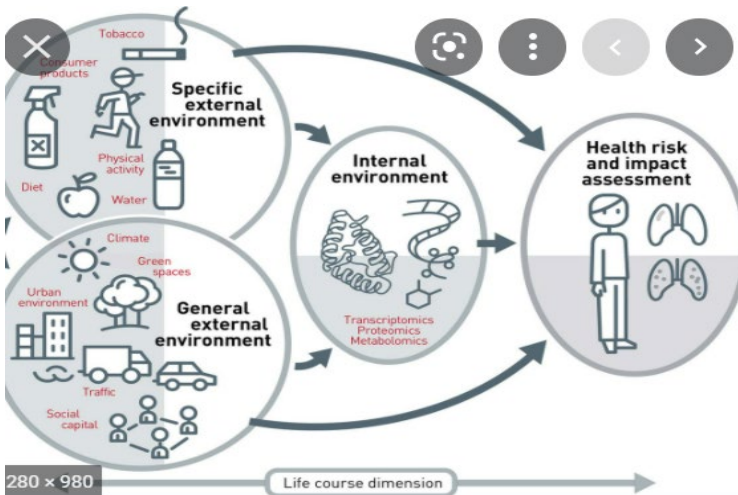 Tobacco
Consumer
products
Specific
external
environment
Physical
activity
Diet
Water
Climate
Green
spaces
Urban
environment
General
external
environment
Traffic
Social
capital
Internal
environment
Transcriptomics
Proteomics
Metabolomics
Health risk
and impact
assessment
280 × 980
Life course dimension